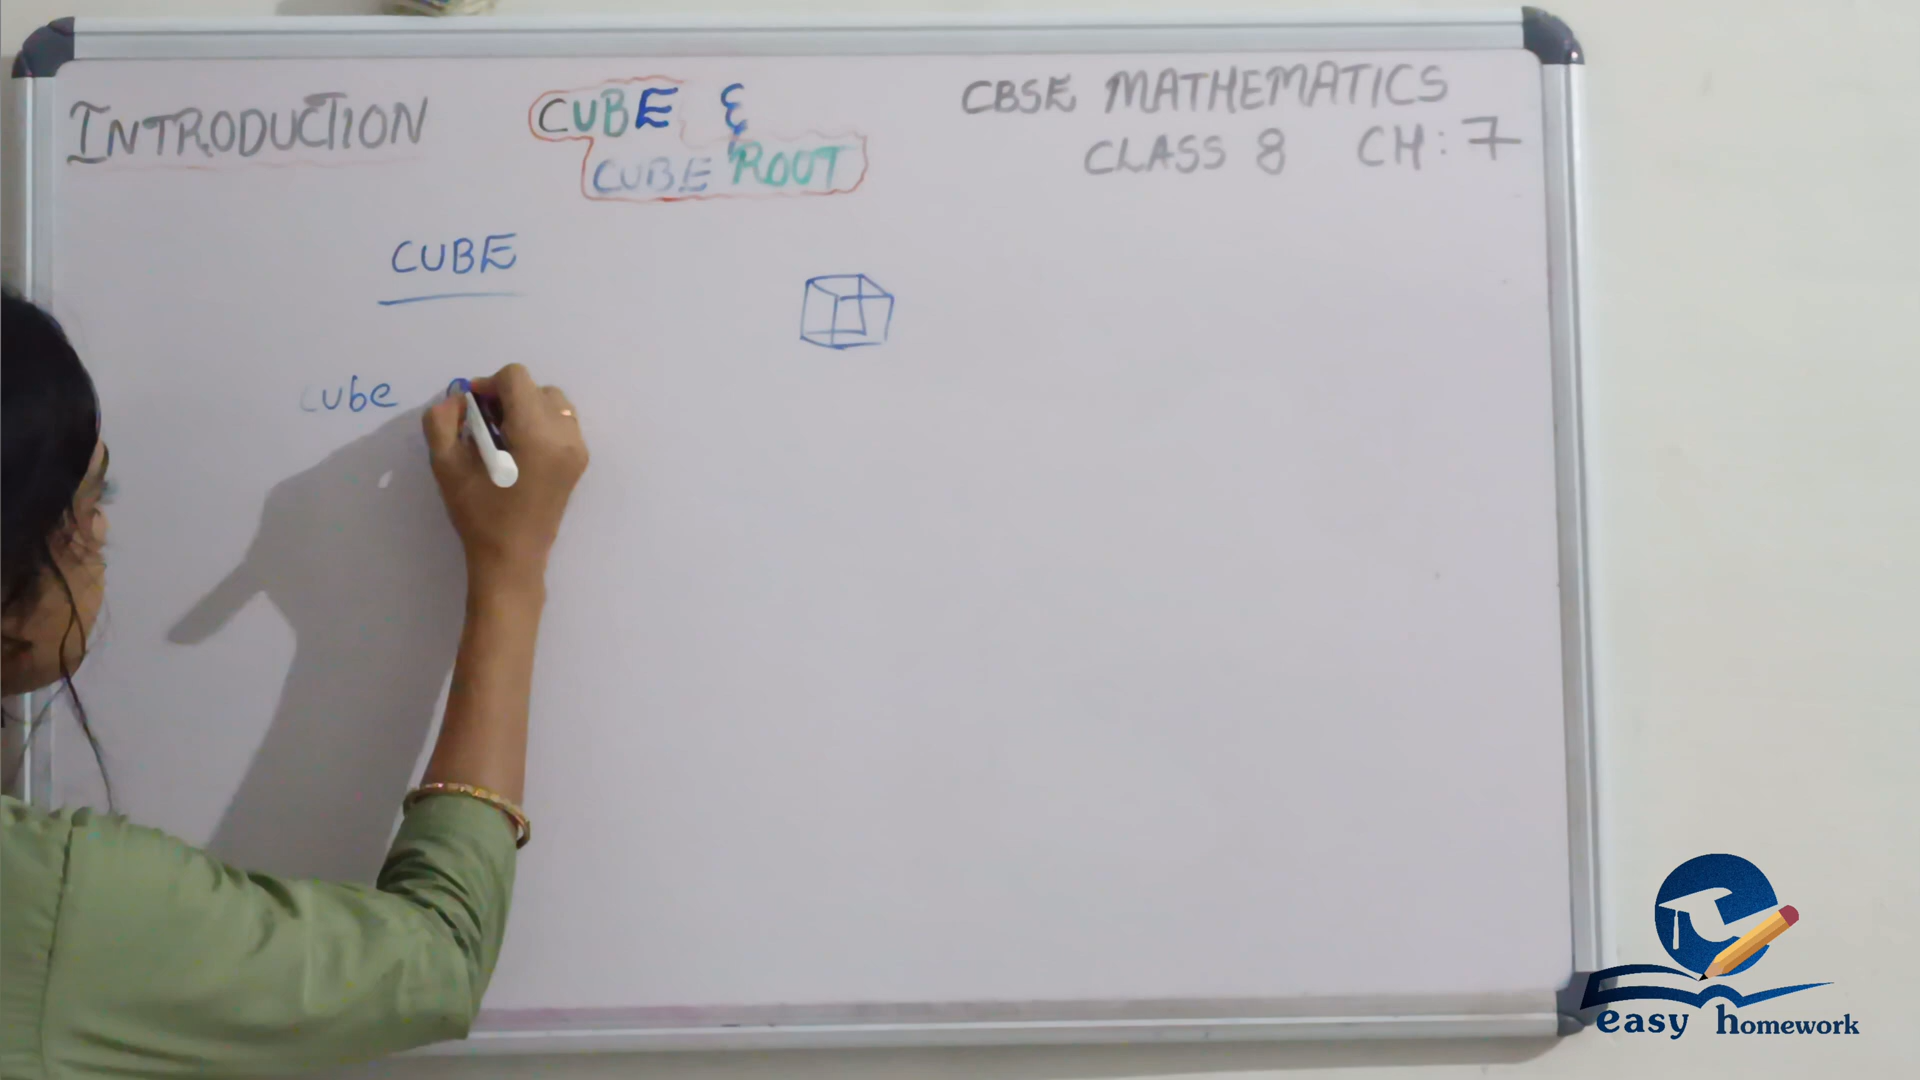 INTRODUCTION
CUBE &
CUBE ROOT
CBSE MATHEMATICS
CLASS 8 CH: 7
CUBE
cube
easy homework